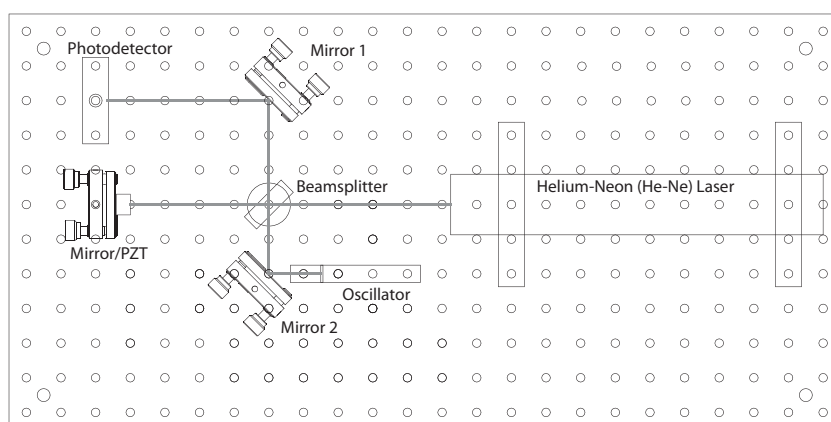 Photodetector
Mirror 1
Beamsplitter
Helium-Neon (He-Ne) Laser
Mirror/PZT
Oscillator
Mirror 2